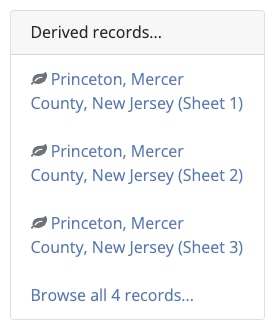 Derived records...
Princeton, Mercer
County, New Jersey (Sheet 1)
Princeton, Mercer
County, New Jersey (Sheet 2)
Princeton, Mercer
County, New Jersey (Sheet 3)
Browse all 4 records...